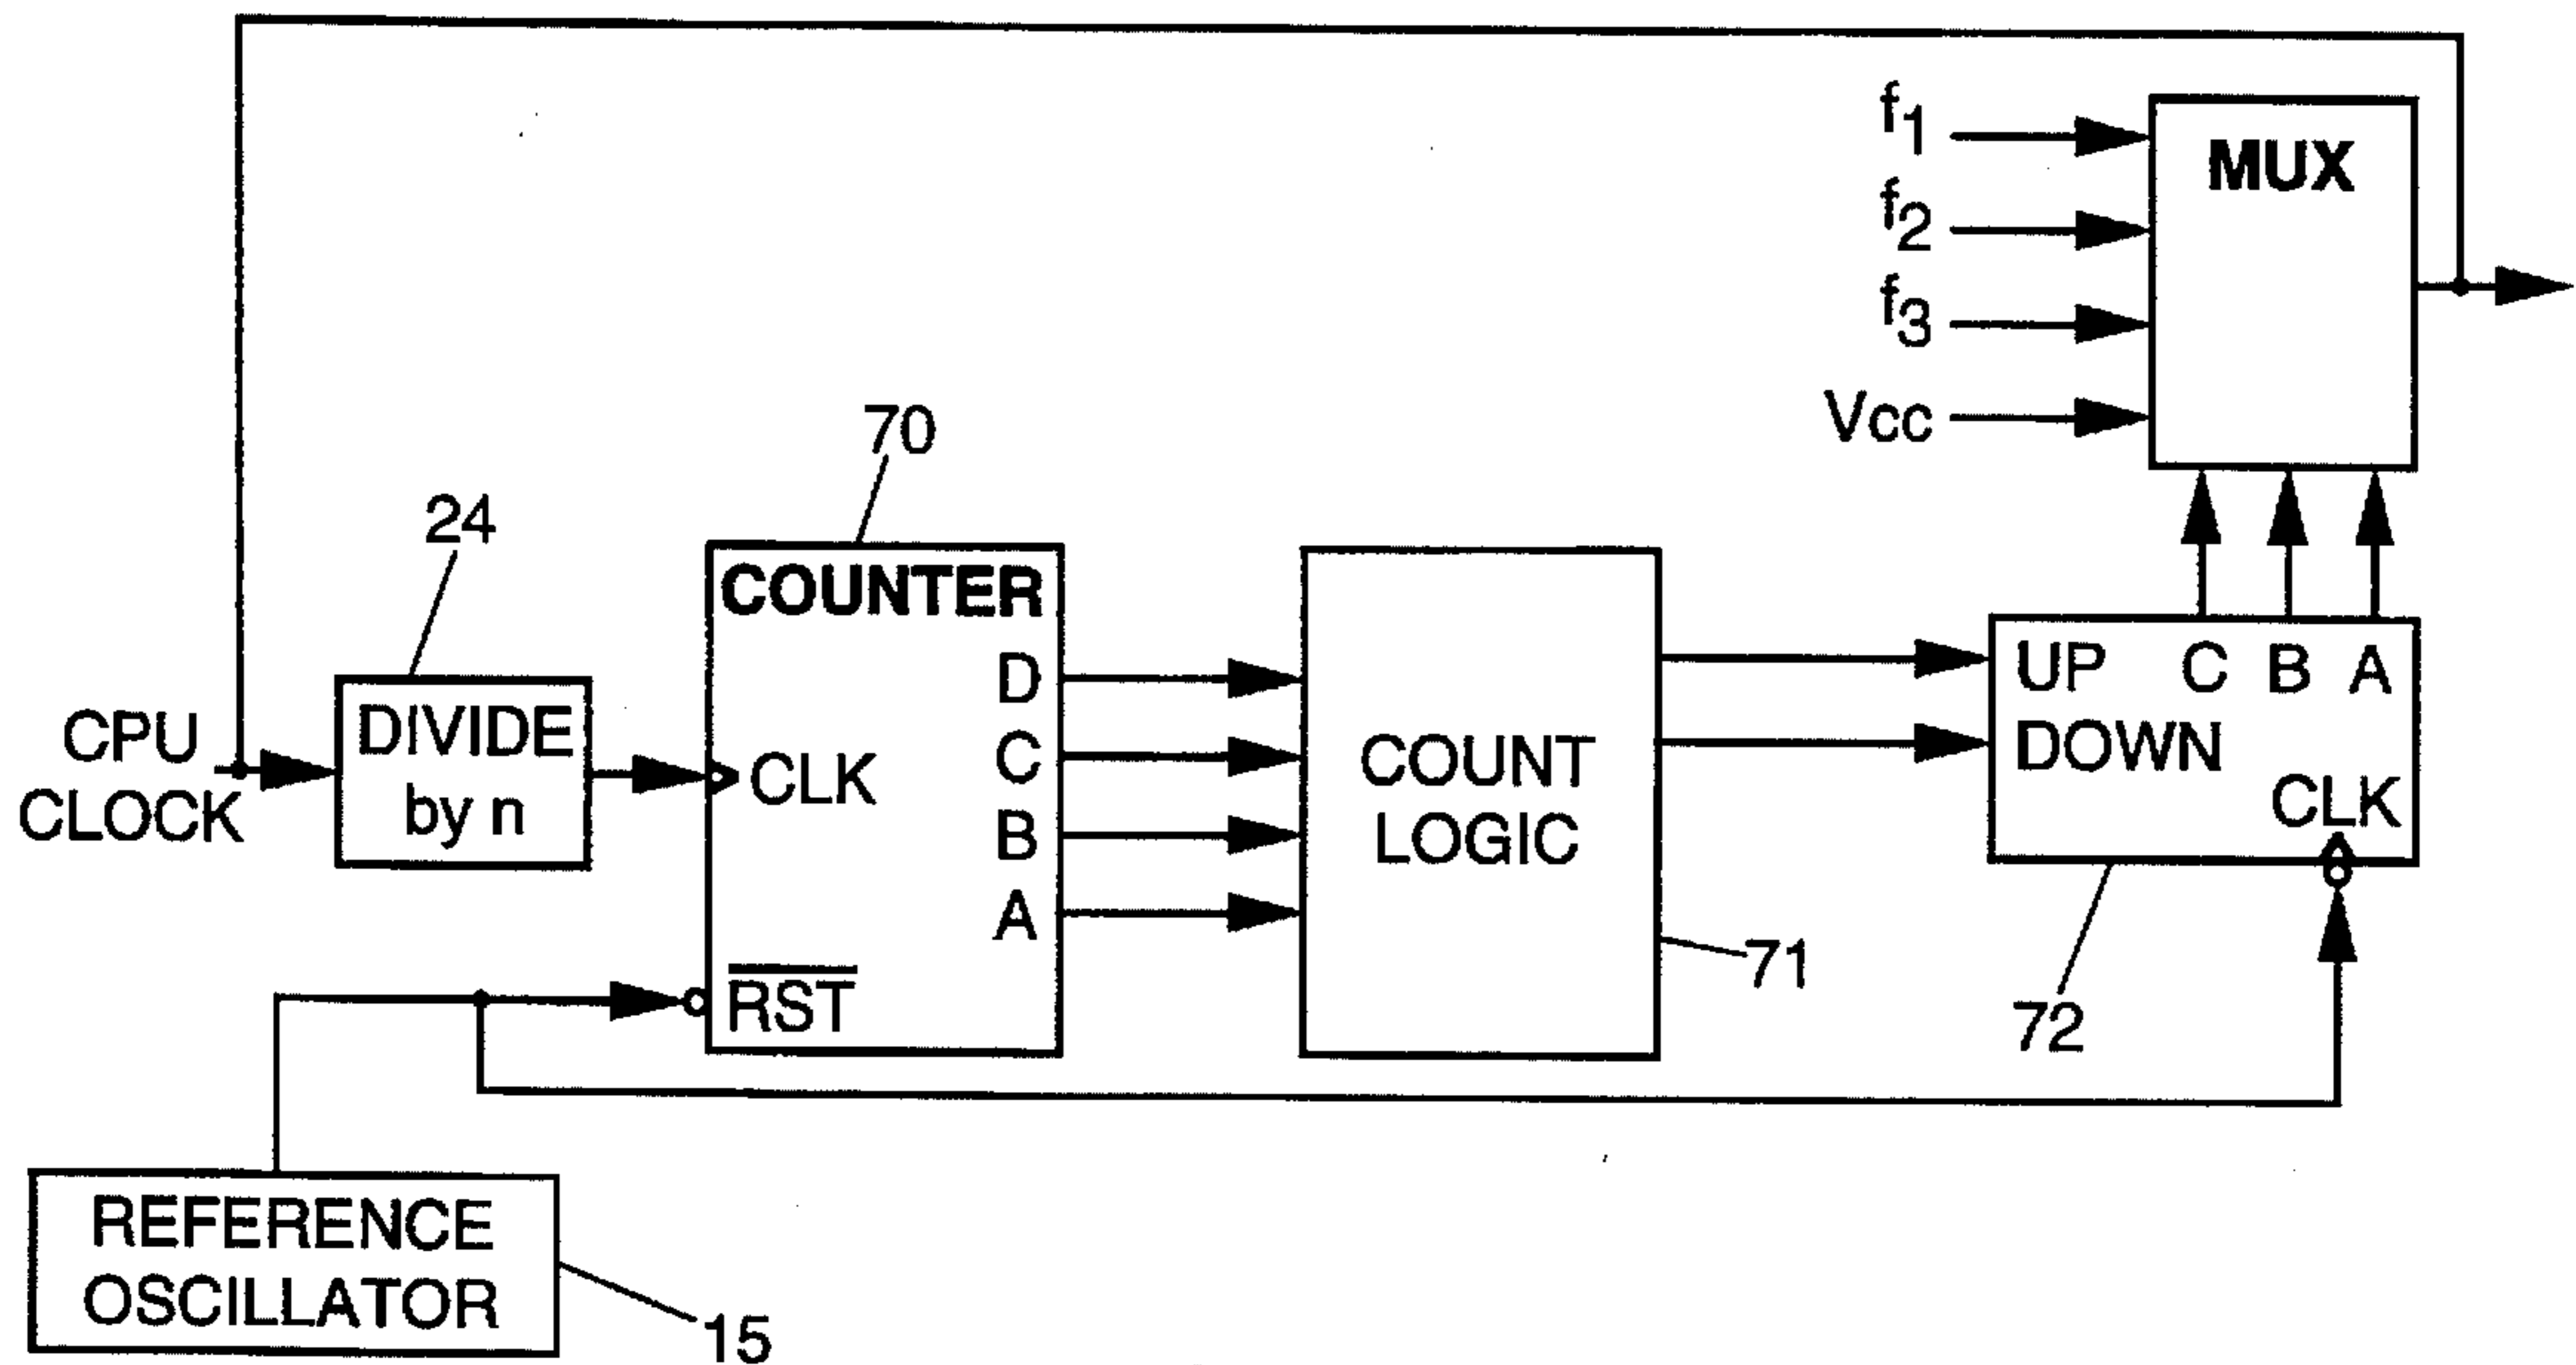 f1
f2
f3
Vcc
MUX
70
24
COUNTER
D
C
B
A
CLK
RST
CPU
CLOCK
DIVIDE
by n
COUNT
LOGIC
71
UP C B A
DOWN
CLK
72
REFERENCE
OSCILLATOR
15